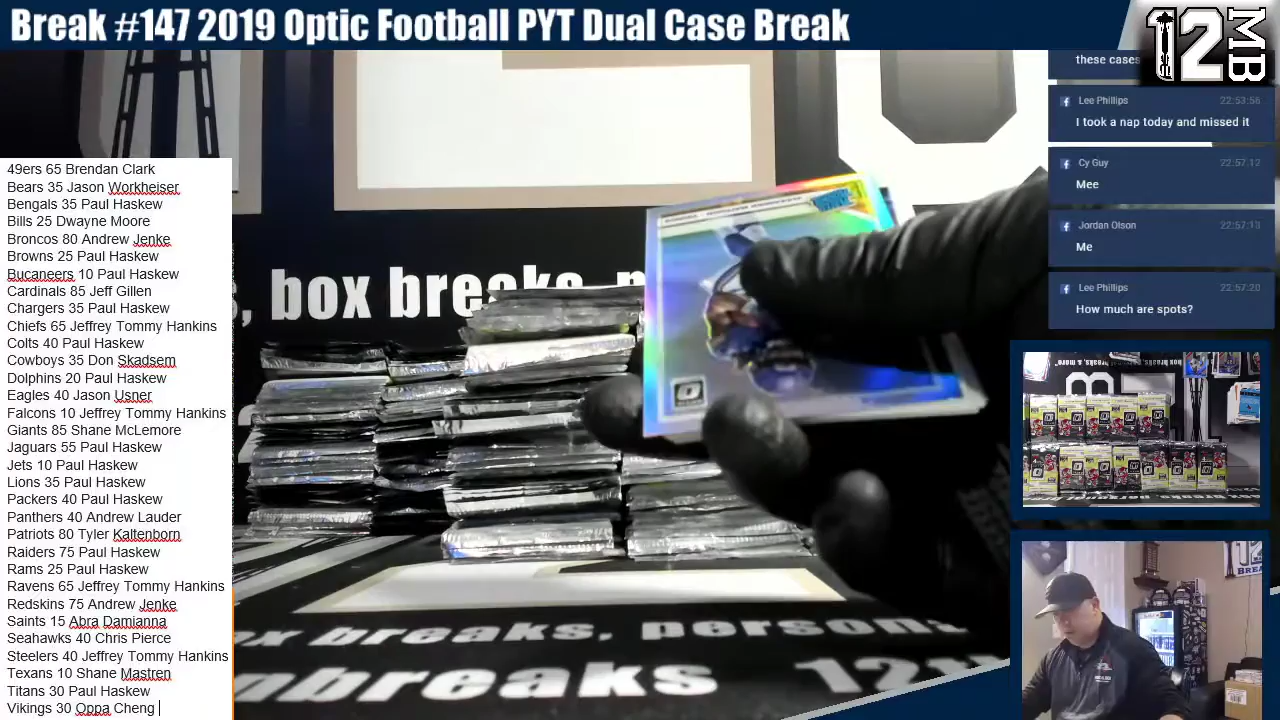 Break #147 2019 Optic Football PYT Dual Case Break
12
MB
these cases
Lee Phillips 22:53:56
I took a nap today and missed it
Cy Guy 22:57:12
Mee
Jordan Olson 22:57:13
Me
Lee Phillips 22:57:20
How much are spots?
49ers 65 Brendan Clark
Bears 35 Jason Workheiser
Bengals 35 Paul Haskew
Bills 25 Dwayne Moore
Broncos 80 Andrew Jenke
Browns 25 Paul Haskew
Bucaneers 10 Paul Haskew
Cardinals 85 Jeff Gillen
Chargers 35 Paul Haskew
Chiefs 65 Jeffrey Tommy Hankins
Colts 40 Paul Haskew
Cowboys 35 Don Skadsem
Dolphins 20 Paul Haskew
Eagles 40 Jason Usner
Falcons 10 Jeffrey Tommy Hankins
Giants 85 Shane McLemore
Jaguars 55 Paul Haskew
Jets 10 Paul Haskew
Lions 35 Paul Haskew
Packers 40 Paul Haskew
Panthers 40 Andrew Lauder
Patriots 80 Tyler Kaltenborn
Raiders 75 Paul Haskew
Rams 25 Paul Haskew
Ravens 65 Jeffrey Tommy Hankins
Redskins 75 Andrew Jenke
Saints 15 Abra Damianna
Seahawks 40 Chris Pierce
Steelers 40 Jeffrey Tommy Hankins
Texans 10 Shane Mastren
Titans 30 Paul Haskew
Vikings 30 Oppa Cheng
, box breaks, p
box breaks, persona
nbreaks 12th